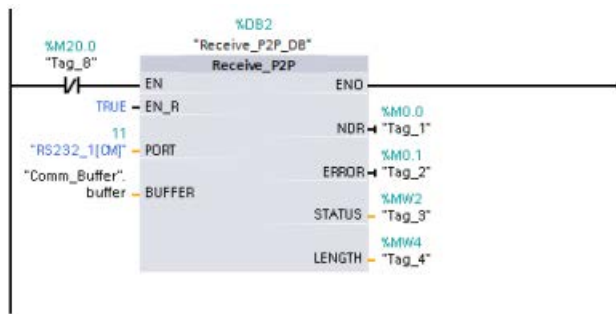 %DB2
"Receive_P2P_DB"
%M20.0
"Tag_8"
Receive_P2P
EN
ENO
TRUE
EN_R
%M0.0
NDR
"Tag_1"
11
"RS232_1[CM]"
PORT
%M0.1
ERROR
"Tag_2"
"Comm_Buffer".
buffer
BUFFER
%MW2
STATUS
"Tag_3"
%MW4
LENGTH
"Tag_4"